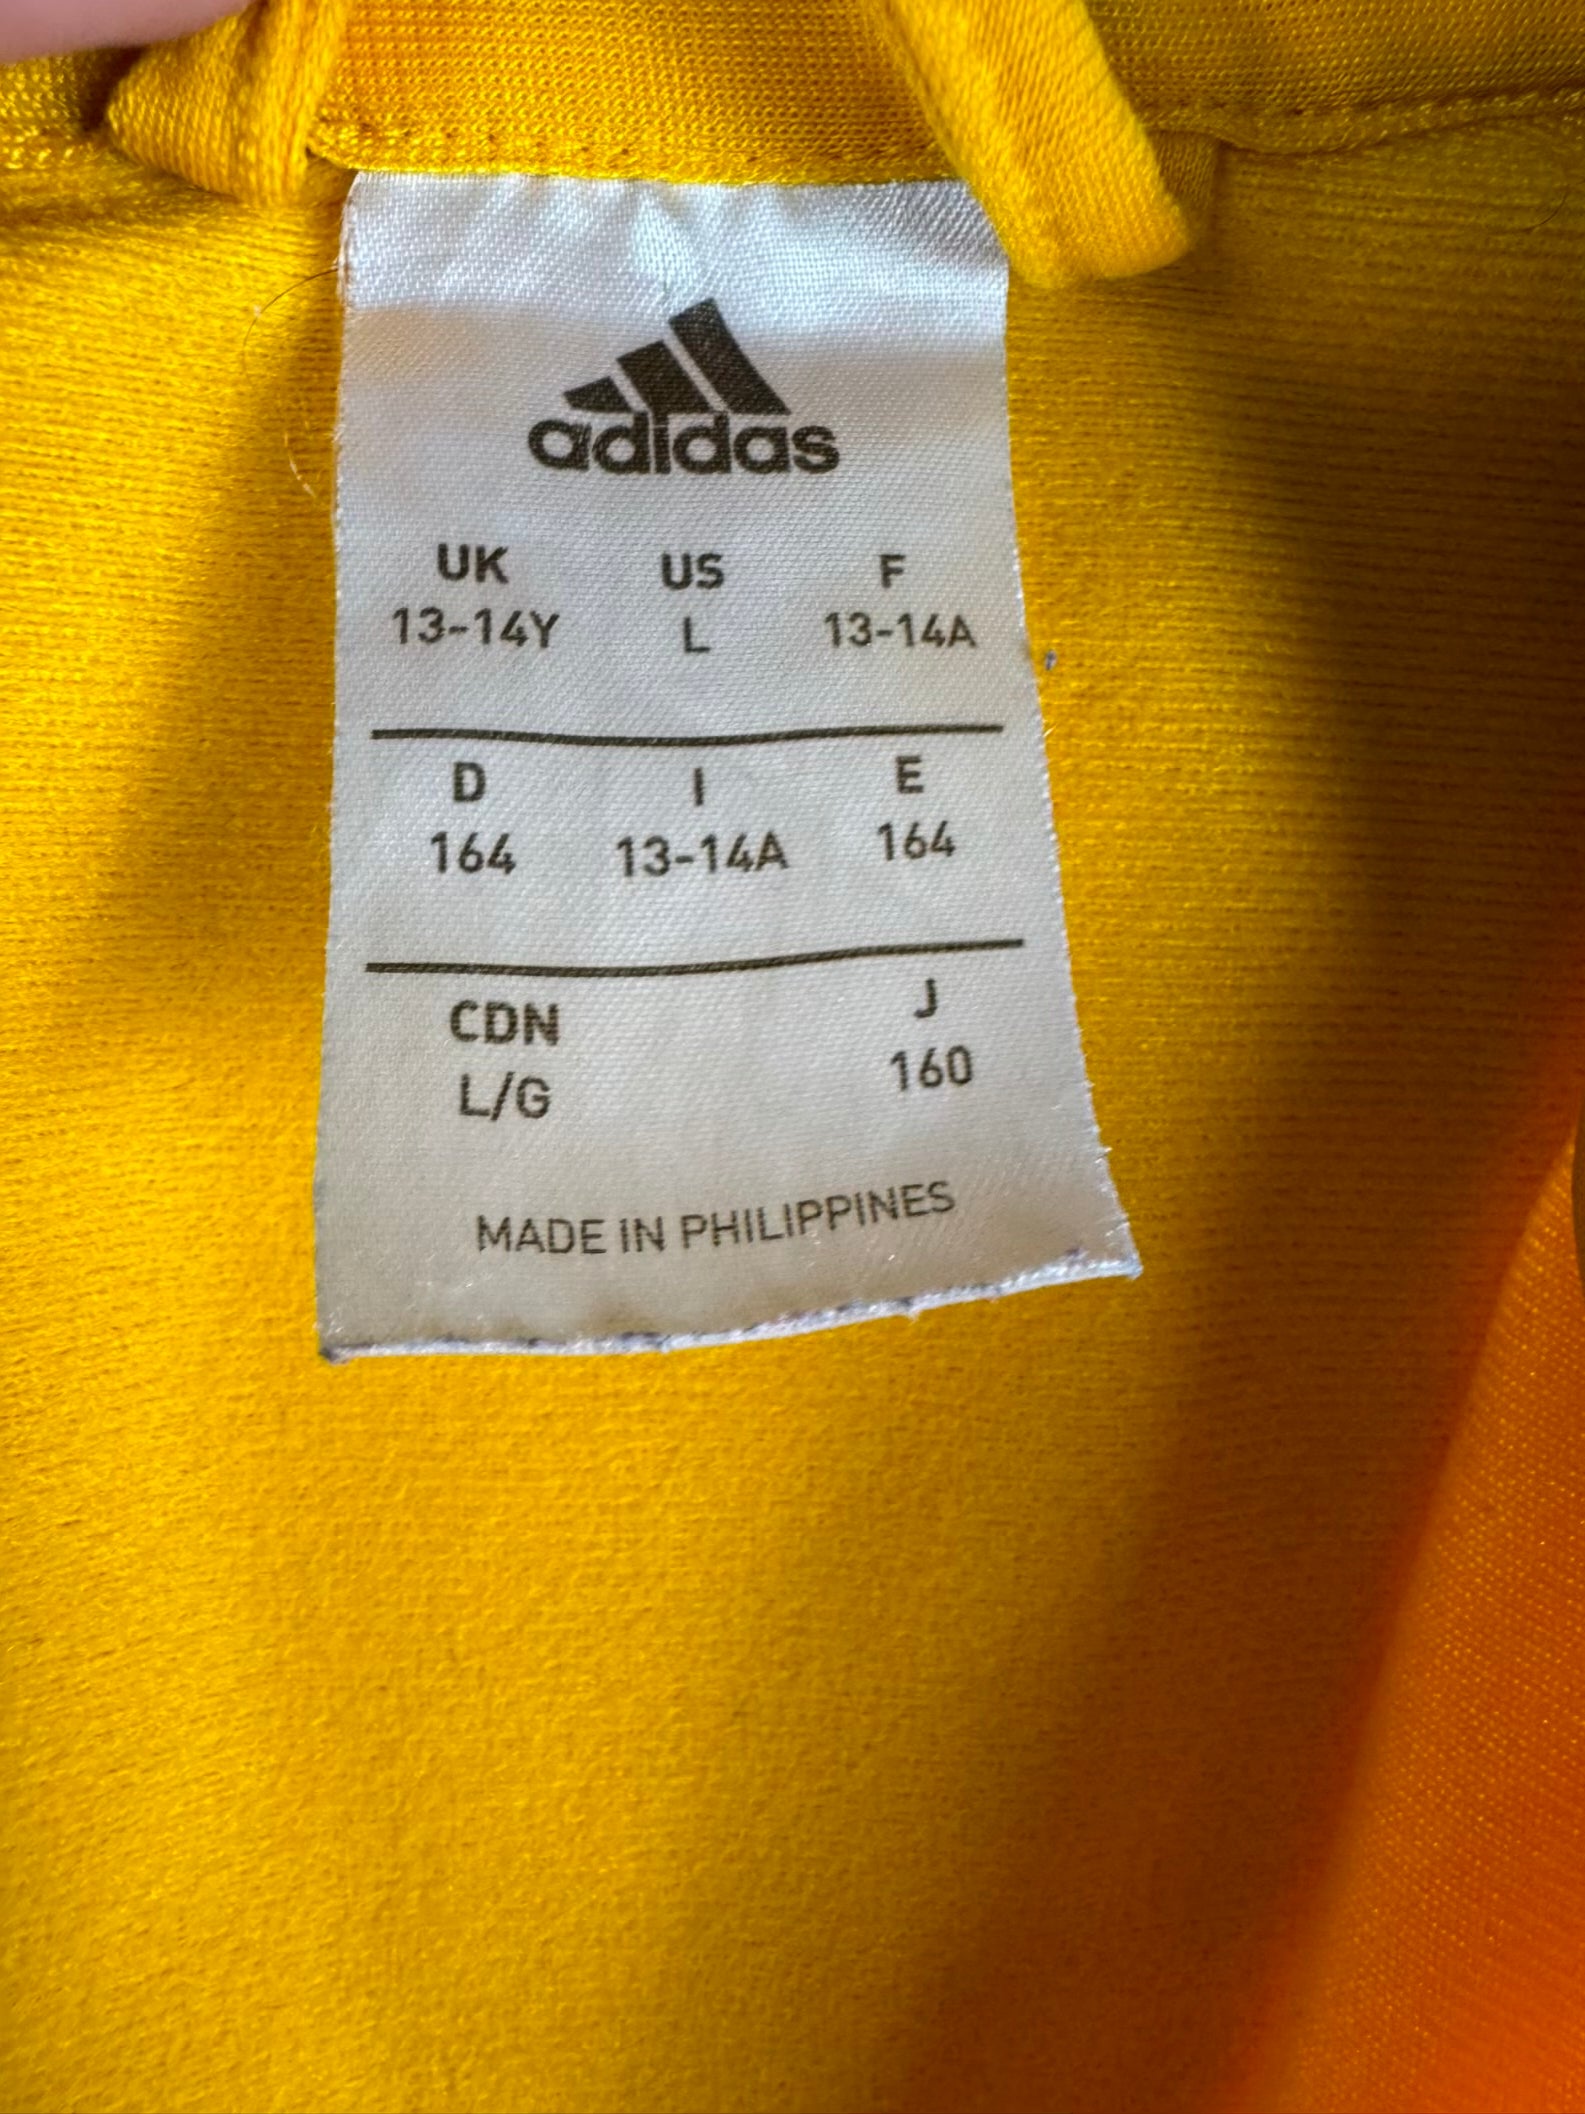 adidas
UK US F
13-14Y L 13-14A
D I E
164 13-14A 164
CDN J
L/G 160
MADE IN PHILIPPINES